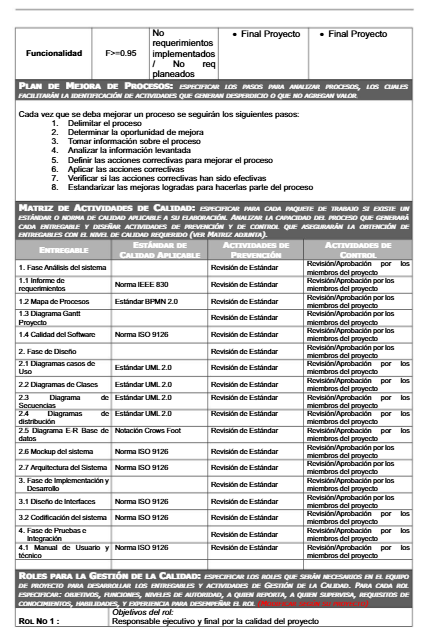 Funcionalidad F>=0.95 No requerimientos implementados / No req planeados • Final Proyecto • Final Proyecto
PLAN DE MEJORA DE PROCESOS: ESPECIFICAR LOS PASOS PARA ANALIZAR PROCESOS, LOS CUALES
FACILITARÁN LA IDENTIFICACIÓN DE ACTIVIDADES QUE GENERAN DESPERDICIO O QUE NO AGREGAN VALOR.
Cada vez que se deba mejorar un proceso se seguirán los siguientes pasos:
1. Delimitar el proceso
2. Determinar la oportunidad de mejora
3. Tomar información sobre el proceso
4. Analizar la información levantada
5. Definir las acciones correctivas para mejorar el proceso
6. Aplicar las acciones correctivas
7. Verificar si las acciones correctivas han sido efectivas
8. Estandarizar las mejoras logradas para hacerlas parte del proceso
MATRIZ DE ACTIVIDADES DE CALIDAD: ESPECIFICAR PARA CADA PAQUETE DE TRABAJO SI EXISTE UN
ESTÁNDAR O NORMA DE CALIDAD APLICABLE A SU ELABORACIÓN. ANALIZAR LA CAPACIDAD DEL PROCESO QUE GENERARÁ
CADA ENTREGABLE Y DISEÑAR ACTIVIDADES DE PREVENCIÓN Y DE CONTROL QUE ASEGURARÁN LA OBTENCIÓN DE
ENTREGABLES CON EL NIVEL DE CALIDAD REQUERIDO (VER MATRIZ ADJUNTA).
ENTREGABLE ESTÁNDAR DE CALIDAD APLICABLE ACTIVIDADES DE PREVENCIÓN ACTIVIDADES DE CONTROL
1. Fase Análisis del sistema Revisión de Estándar Revisión/Aprobación por los miembros del proyecto
1.1 Informe de requerimientos Norma IEEE 830 Revisión de Estándar Revisión/Aprobación por los miembros del proyecto
1.2 Mapa de Procesos Estándar BPMN 2.0 Revisión de Estándar Revisión/Aprobación por los miembros del proyecto
1.3 Diagrama Gantt Proyecto Revisión de Estándar Revisión/Aprobación por los miembros del proyecto
1.4 Calidad del Software Norma ISO 9126 Revisión de Estándar Revisión/Aprobación por los miembros del proyecto
2. Fase de Diseño Revisión de Estándar Revisión/Aprobación por los miembros del proyecto
2.1 Diagramas casos de Uso Estándar UML 2.0 Revisión de Estándar Revisión/Aprobación por los miembros del proyecto
2.2 Diagramas de Clases Estándar UML 2.0 Revisión de Estándar Revisión/Aprobación por los miembros del proyecto
2.3 Diagrama de Secuencias Estándar UML 2.0 Revisión de Estándar Revisión/Aprobación por los miembros del proyecto
2.4 Diagramas de distribución Estándar UML 2.0 Revisión de Estándar Revisión/Aprobación por los miembros del proyecto
2.5 Diagrama E-R Base de datos Notación Crows Foot Revisión de Estándar Revisión/Aprobación por los miembros del proyecto
2.6 Mockup del sistema Norma ISO 9126 Revisión de Estándar Revisión/Aprobación por los miembros del proyecto
2.7 Arquitectura del Sistema Norma ISO 9126 Revisión de Estándar Revisión/Aprobación por los miembros del proyecto
3. Fase de Implementación y Desarrollo Revisión de Estándar Revisión/Aprobación por los miembros del proyecto
3.1 Diseño de Interfaces Norma ISO 9126 Revisión de Estándar Revisión/Aprobación por los miembros del proyecto
3.2 Codificación del sistema Norma ISO 9126 Revisión de Estándar Revisión/Aprobación por los miembros del proyecto
4. Fase de Pruebas e Integración Revisión de Estándar Revisión/Aprobación por los miembros del proyecto
4.1 Manual de Usuario y técnico Norma ISO 9126 Revisión de Estándar Revisión/Aprobación por los miembros del proyecto
ROLES PARA LA GESTIÓN DE LA CALIDAD: ESPECIFICAR LOS ROLES QUE SERÁN NECESARIOS EN EL EQUIPO
DE PROYECTO PARA DESARROLLAR LOS ENTREGABLES Y ACTIVIDADES DE GESTIÓN DE LA CALIDAD. PARA CADA ROL
ESPECIFICAR: OBJETIVOS, FUNCIONES, NIVELES DE AUTORIDAD, A QUIEN REPORTA, A QUIEN SUPERVISA, REQUISITOS DE
CONOCIMIENTOS, HABILIDADES, Y EXPERIENCIA PARA DESEMPEÑAR EL ROL
ROL NO 1 : Objetivos del rol:
Responsable ejecutivo y final por la calidad del proyecto